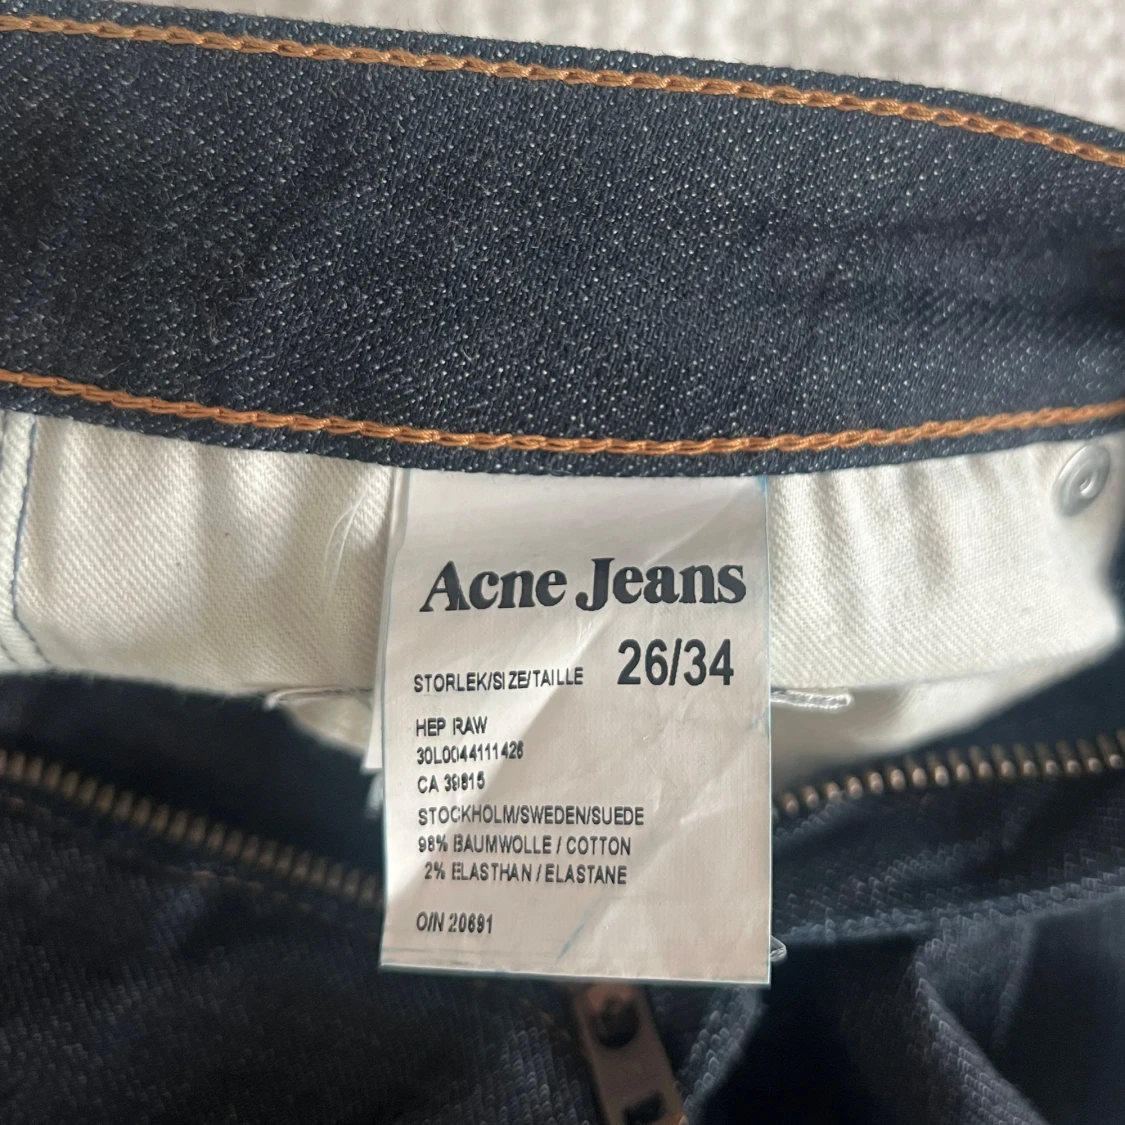 Acne Jeans
STORLEK/SIZE/TAILLE 26/34
HEP RAW
30L0044111426
CA 39815
STOCKHOLM/SWEDEN/SUEDE
98% BAUMWOLLE / COTTON
2% ELASTHAN / ELASTANE
O/N 20691